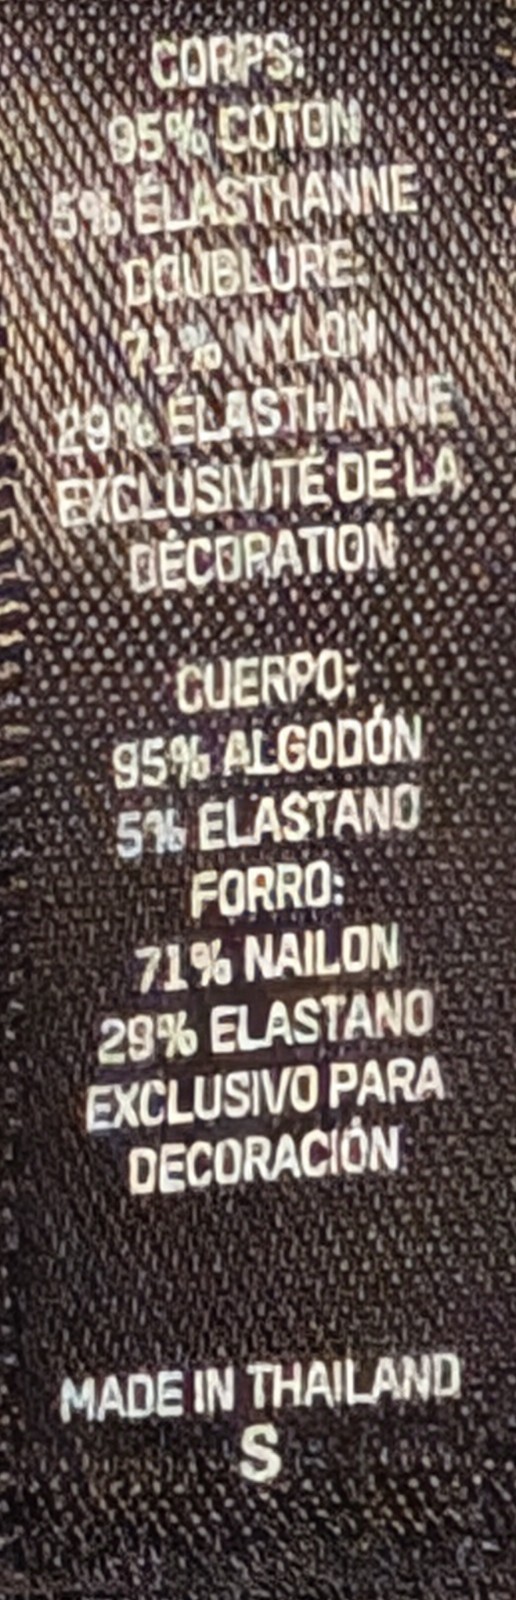 CORPS:
95% COTON
5% ÉLASTHANNE
DOUBLURE:
71% NYLON
29% ÉLASTHANNE
EXCLUSIVITÉ DE LA
DÉCORATION
CUERPO:
95% ALGODÓN
5% ELASTANO
FORRO:
71% NAILON
29% ELASTANO
EXCLUSIVO PARA
DECORACIÓN
MADE IN THAILAND
S